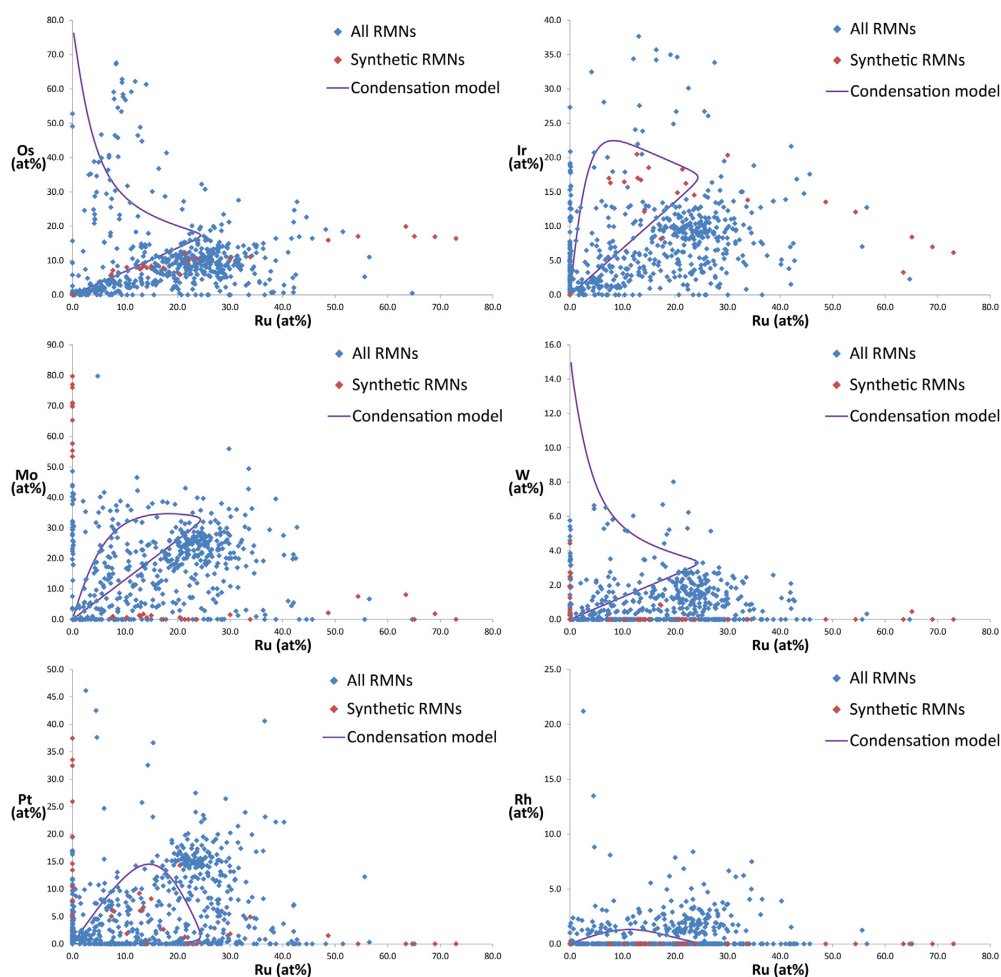 80.0
70.0
60.0
50.0
40.0
30.0
20.0
10.0
0.0
Os
(at%)
All RMNs
Synthetic RMNs
Condensation model
0.0 10.0 20.0 30.0 40.0 50.0 60.0 70.0 80.0
Ru (at%)
40.0
35.0
30.0
25.0
20.0
15.0
10.0
5.0
0.0
Ir
(at%)
All RMNs
Synthetic RMNs
Condensation model
0.0 10.0 20.0 30.0 40.0 50.0 60.0 70.0 80.0
Ru (at%)
90.0
80.0
70.0
60.0
50.0
40.0
30.0
20.0
10.0
0.0
Mo
(at%)
All RMNs
Synthetic RMNs
Condensation model
0.0 10.0 20.0 30.0 40.0 50.0 60.0 70.0 80.0
Ru (at%)
16.0
14.0
12.0
10.0
8.0
6.0
4.0
2.0
0.0
W
(at%)
All RMNs
Synthetic RMNs
Condensation model
0.0 10.0 20.0 30.0 40.0 50.0 60.0 70.0 80.0
Ru (at%)
50.0
45.0
40.0
35.0
30.0
25.0
20.0
15.0
10.0
5.0
0.0
Pt
(at%)
All RMNs
Synthetic RMNs
Condensation model
0.0 10.0 20.0 30.0 40.0 50.0 60.0 70.0 80.0
Ru (at%)
25.0
20.0
15.0
10.0
5.0
0.0
Rh
(at%)
All RMNs
Synthetic RMNs
Condensation model
0.0 10.0 20.0 30.0 40.0 50.0 60.0 70.0 80.0
Ru (at%)